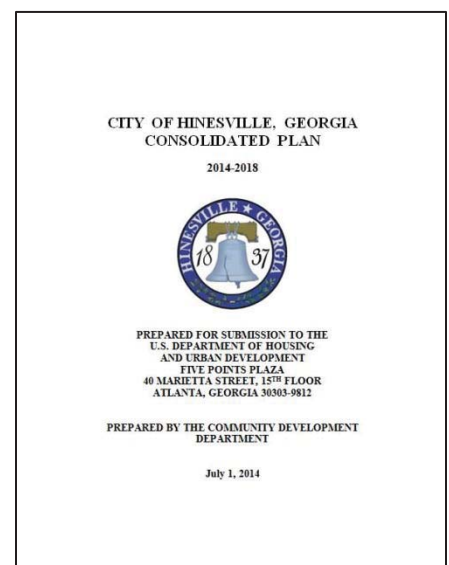 CITY OF HINESVILLE, GEORGIA
CONSOLIDATED PLAN
2014-2018
HINESVILLE ★ GEORGIA
18 37
PREPARED FOR SUBMISSION TO THE
U.S. DEPARTMENT OF HOUSING
AND URBAN DEVELOPMENT
FIVE POINTS PLAZA
40 MARIETTA STREET, 15TH FLOOR
ATLANTA, GEORGIA 30303-9812
PREPARED BY THE COMMUNITY DEVELOPMENT
DEPARTMENT
July 1, 2014